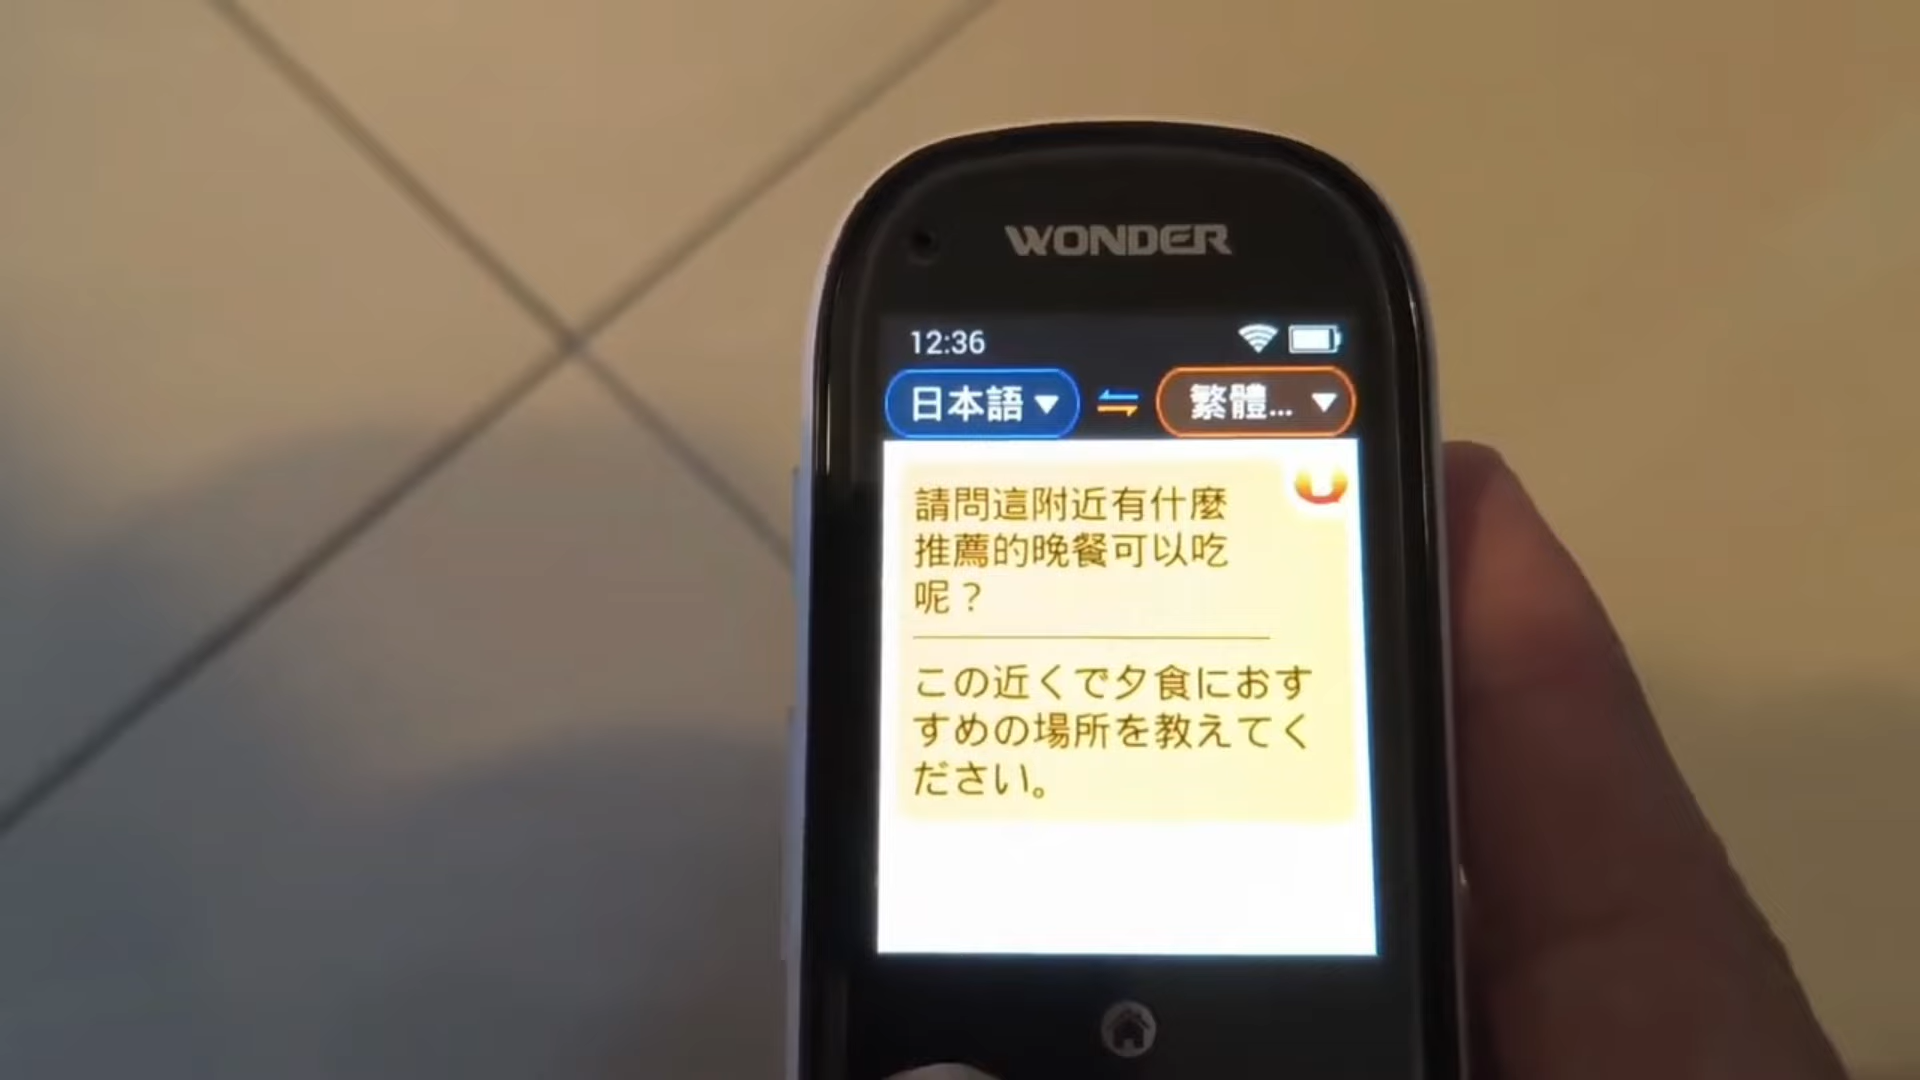 WONDER
12:36
日本語
繁體...
請問這附近有什麼
推薦的晚餐可以吃
呢？
この近くで夕食におす
すめの場所を教えてく
ださい。